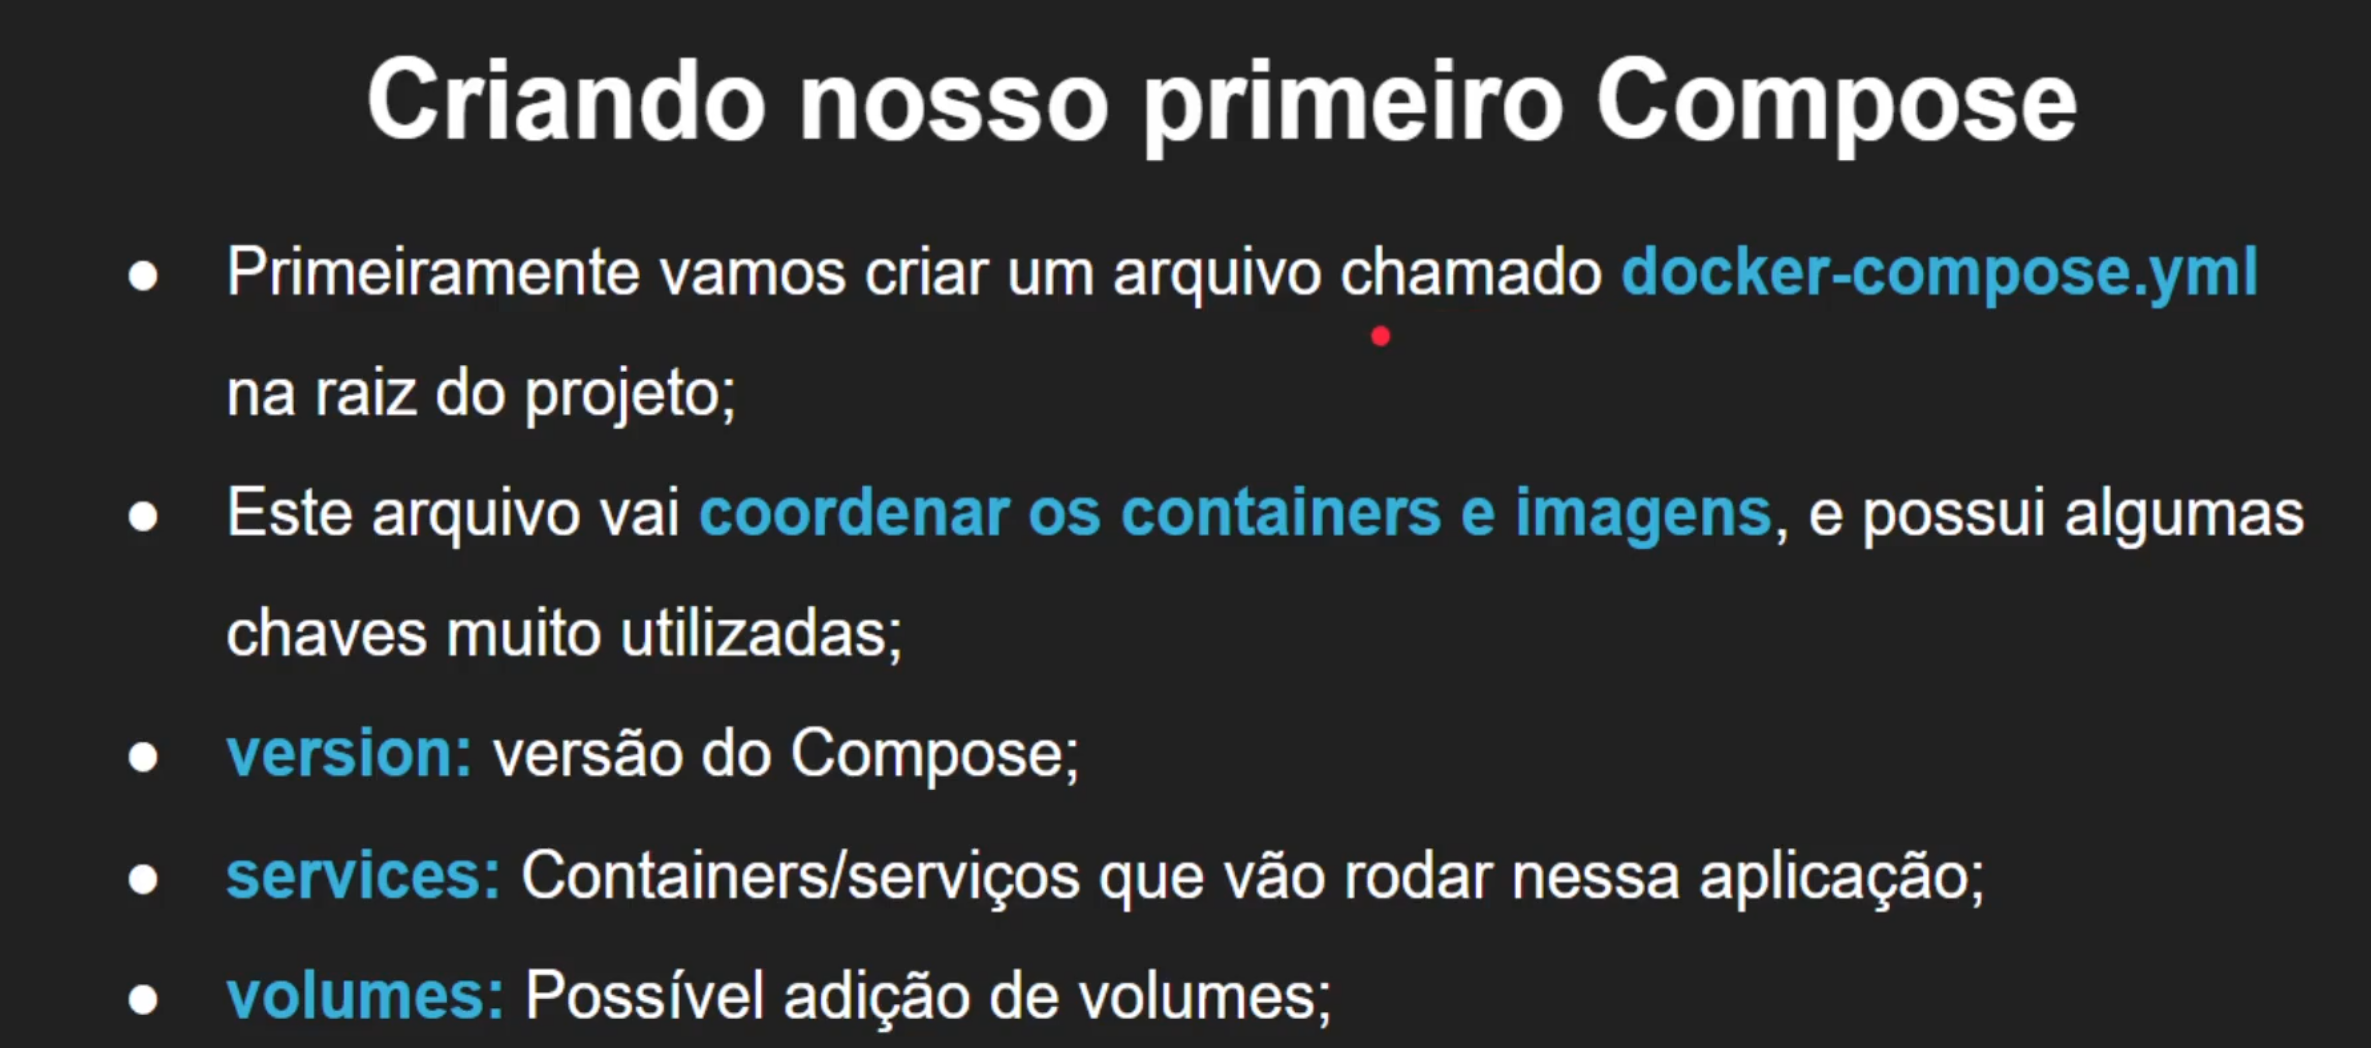 Criando nosso primeiro Compose
● Primeiramente vamos criar um arquivo chamado docker-compose.yml
na raiz do projeto;
● Este arquivo vai coordenar os containers e imagens, e possui algumas
chaves muito utilizadas;
● version: versão do Compose;
● services: Containers/serviços que vão rodar nessa aplicação;
● volumes: Possível adição de volumes;